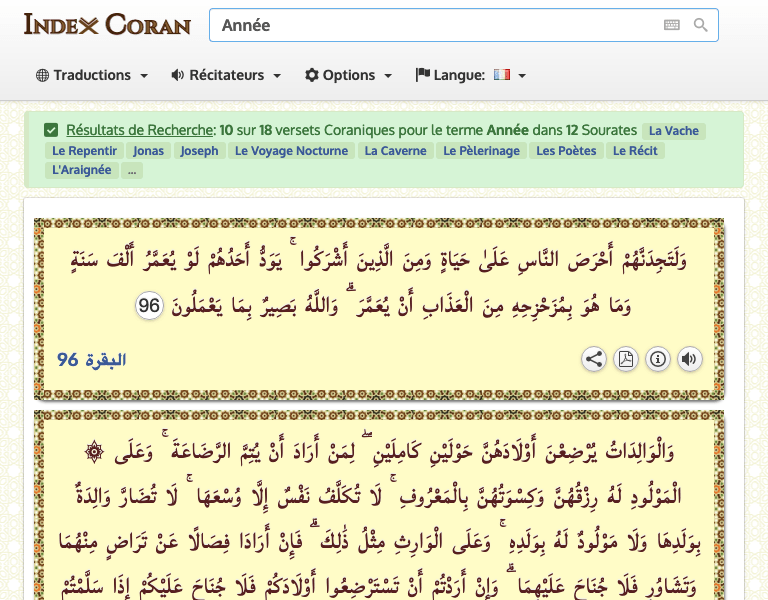 Index Coran
Année
Traductions
Récitateurs
Options
Langue:
Résultats de Recherche: 10 sur 18 versets Coraniques pour le terme Année dans 12 Sourates La Vache
Le Repentir Jonas Joseph Le Voyage Nocturne La Caverne Le Pèlerinage Les Poètes Le Récit
L'Araignée ...
وَلَتَجِدَنَّهُمْ أَحْرَصَ النَّاسِ عَلَىٰ حَيَاةٍ وَمِنَ الَّذِينَ أَشْرَكُوا ۚ يَوَدُّ أَحَدُهُمْ لَوْ يُعَمَّرُ أَلْفَ سَنَةٍ
وَمَا هُوَ بِمُزَحْزِحِهِ مِنَ الْعَذَابِ أَنْ يُعَمَّرَ ۗ وَاللَّهُ بَصِيرٌ بِمَا يَعْمَلُونَ 96
البقرة 96
وَالْوَالِدَاتُ يُرْضِعْنَ أَوْلَادَهُنَّ حَوْلَيْنِ كَامِلَيْنِ ۖ لِمَنْ أَرَادَ أَنْ يُتِمَّ الرَّضَاعَةَ ۚ وَعَلَى ۞
الْمَوْلُودِ لَهُ رِزْقُهُنَّ وَكِسْوَتُهُنَّ بِالْمَعْرُوفِ ۚ لَا تُكَلَّفُ نَفْسٌ إِلَّا وُسْعَهَا ۚ لَا تُضَارَّ وَالِدَةٌ
بِوَلَدِهَا وَلَا مَوْلُودٌ لَهُ بِوَلَدِهِ ۚ وَعَلَى الْوَارِثِ مِثْلُ ذَٰلِكَ ۗ فَإِنْ أَرَادَا فِصَالًا عَنْ تَرَاضٍ مِنْهُمَا
وَتَشَاوُرٍ فَلَا جُنَاحَ عَلَيْهِمَا ۗ وَإِنْ أَرَدْتُمْ أَنْ تَسْتَرْضِعُوا أَوْلَادَكُمْ فَلَا جُنَاحَ عَلَيْكُمْ إِذَا سَلَّمْتُمْ